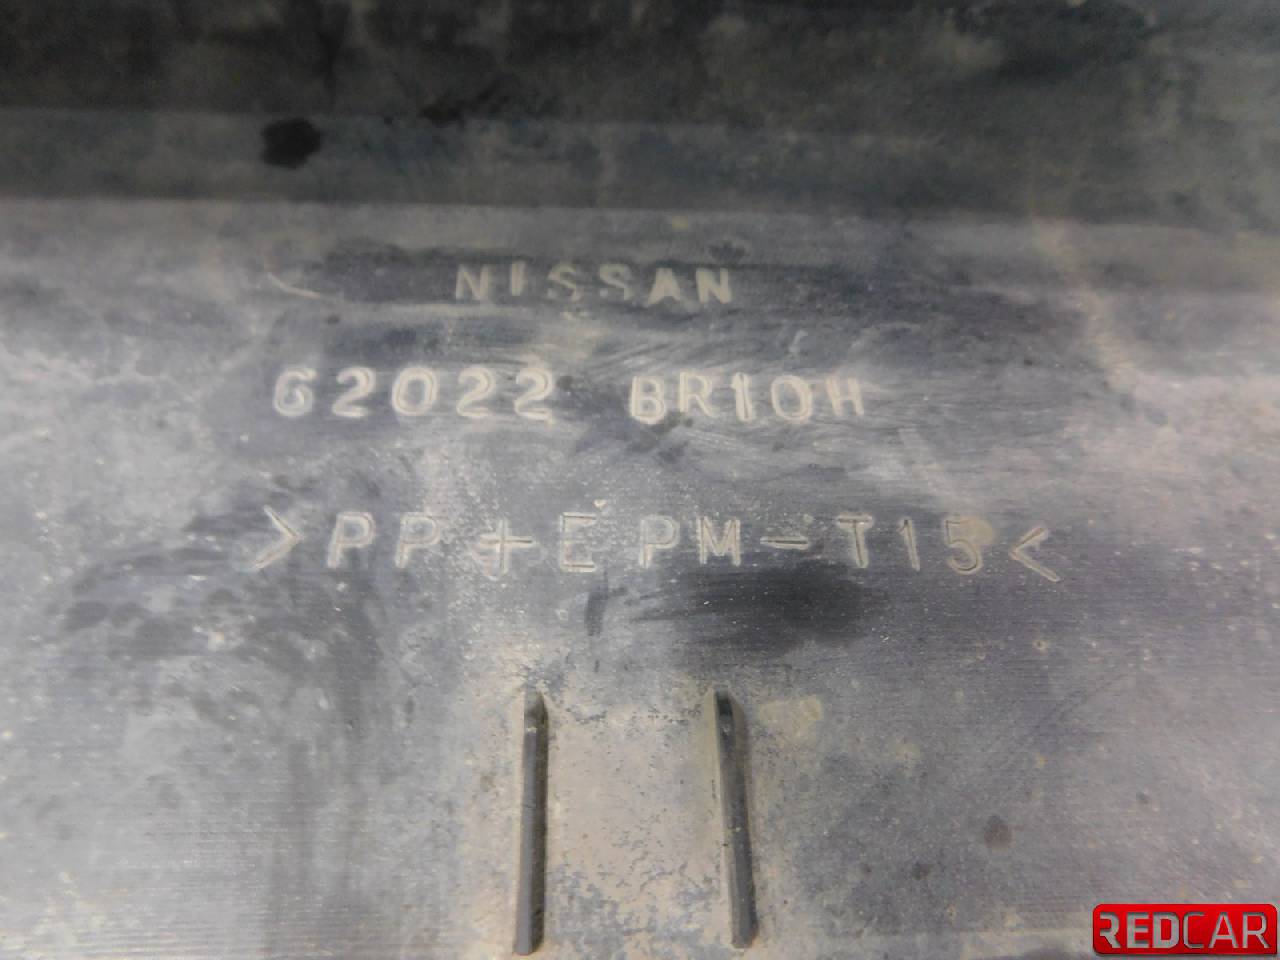 NISSAN
62022 BR10H
>PP+EPM-T15<
REDCAR